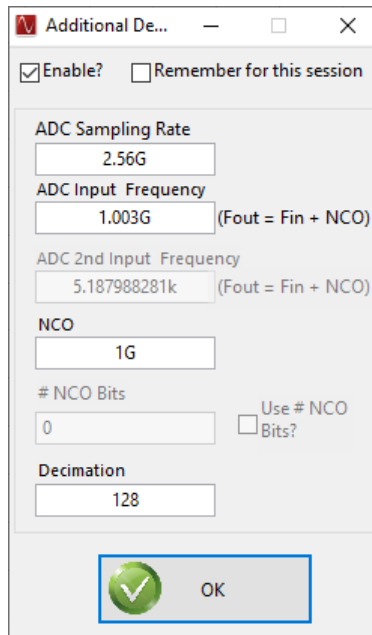 Additional De...
Enable? Remember for this session
ADC Sampling Rate
2.56G
ADC Input  Frequency
1.003G (Fout = Fin + NCO)
ADC 2nd Input  Frequency
5.187988281k (Fout = Fin + NCO)
NCO
1G
# NCO Bits
0
Use # NCO
Bits?
Decimation
128
OK